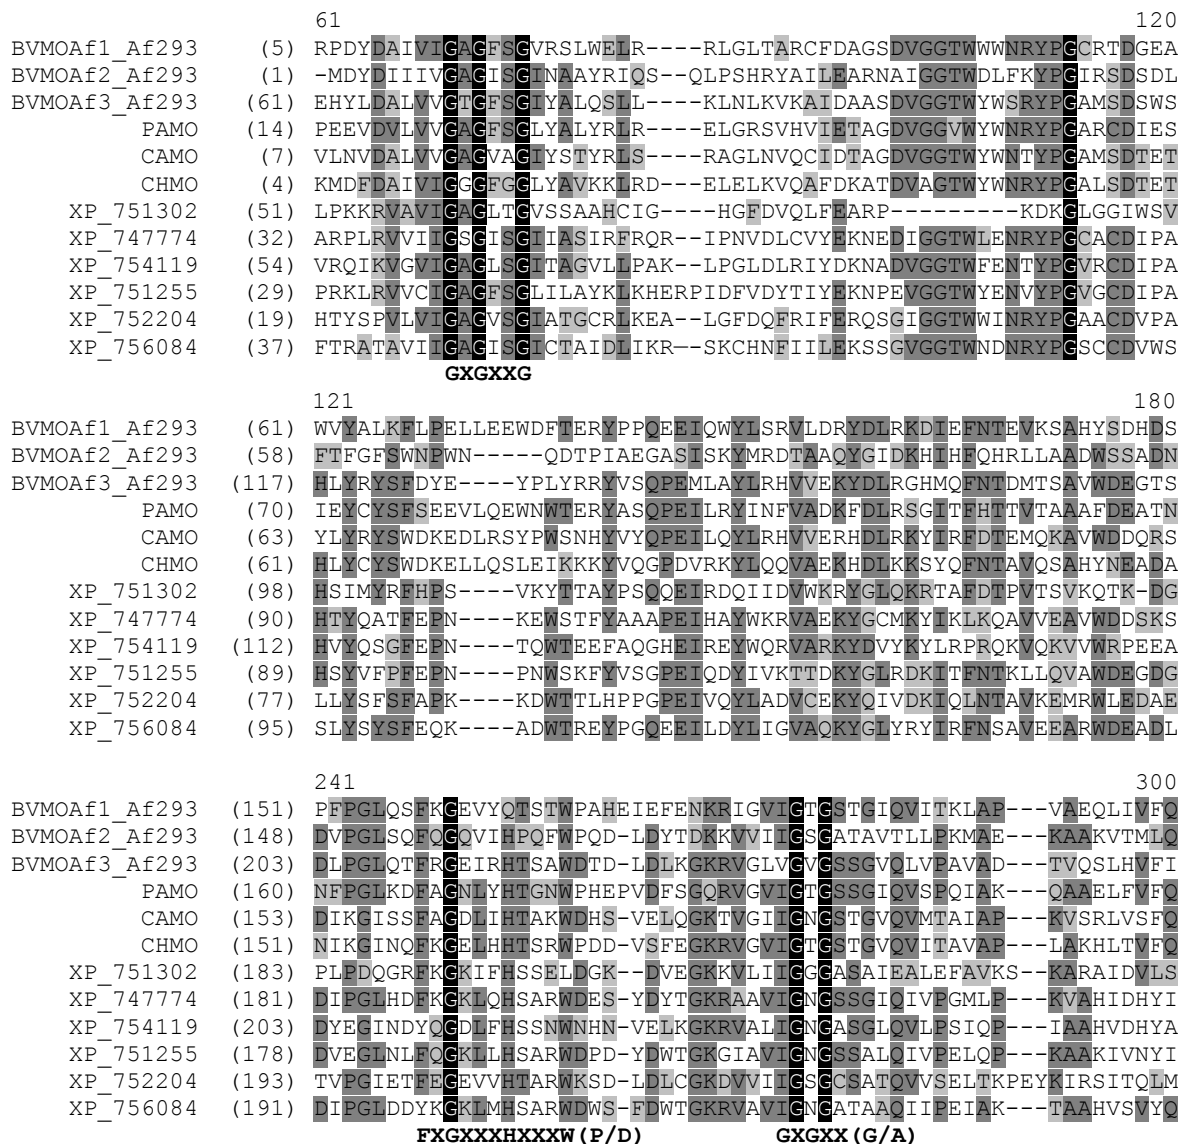 61 120
BVMOAf1_Af293 (5) RPDYDAIVIGAGFSGVRSLWELR----RLGLTARCFDAGSDVGGTWWWNRYPGCRTDGEA
BVMOAf2_Af293 (1) -MDYDIIIVGAGISGINAAYRIQS--QLPSHRYAILEARNAIGGTWDLFKYPGIRSDSDL
BVMOAf3_Af293 (61) EHYLDALVVGTGFSGIYALQSLL----KLNLKVKAIDAASDVGGTWYWSRYPGAMSDSWS
PAMO (14) PEEVDVLVVGAGFSGLYALYRLR----ELGRSVHVIETAGDVGGVWYWNRYPGARCDIES
CAMO (7) VLNVDALVVGAGVAGIYSTYRLS----RAGLNVQCIDTAGDVGGTWYWNTYPGAMSDTET
CHMO (4) KMDFDAIVIGGGFGGLYAVKKLRD---ELELKVQAFDKATDVAGTWYWNRYPGALSDTET
XP_751302 (51) LPKKRVAVIGAGLTGVSSAAHCIG----HGFDVQLFEARP---------KDKGLGGIWSV
XP_747774 (32) ARPLRVVIIGSGISGIIASIRFRQR--IPNVDLCVYEKNEDIGGTWLENRYPGCACDIPA
XP_754119 (54) VRQIKVGVIGAGLSGITAGVLLPAK--LPGLDLRIYDKNADVGGTWFENTYPGVRCDIPA
XP_751255 (29) PRKLRVVCIGAGFSGLILAYKLKHERPIDFVDYTIYEKNPEVGGTWYENVYPGVGCDIPA
XP_752204 (19) HTYSPVLVIGAGVSGIATGCRLKEA--LGFDQFRIFERQSGIGGTWWINRYPGAACDVPA
XP_756084 (37) FTRATAVIIGAGISGICTAIDLIKR--SKCHNFIILEKSSGVGGTWNDNRYPGSCCDVWS
GXGXXG
121 180
BVMOAf1_Af293 (61) WVYALKFLPELLEEWDFTERYPPQEEIQWYLSRVLDRYDLRKDIEFNTEVKSAHYSDHDS
BVMOAf2_Af293 (58) FTFGFSWNPWN-----QDTPIAEGASISKYMRDTAAQYGIDKHIHFQHRLLAADWSSADN
BVMOAf3_Af293 (117) HLYRYSFDYE----YPLYRRYVSQPEMLAYLRHVVEKYDLRGHMQFNTDMTSAVWDEGTS
PAMO (70) IEYCYSFSEEVLQEWNWTERYASQPEILRYINFVADKFDLRSGITFHTTVTAAAFDEATN
CAMO (63) YLYRYSWDKEDLRSYPWSNHYVYQPEILQYLRHVVERHDLRKYIRFDTEMQKAVWDDQRS
CHMO (61) HLYCYSWDKELLQSLEIKKKYVQGPDVRKYLQQVAEKHDLKKSYQFNTAVQSAHYNEADA
XP_751302 (98) HSIMYRFHPS-----VKYTTAYPSQQEIRDQIIDVWKRYGLQKRTAFDTPVTSVKQTK-DG
XP_747774 (90) HTYQATFEPN----KEWSTFYAAAPEIHAYWKRVAEKYGCMKYIKLKQAVVEAVWDDSKS
XP_754119 (112) HVYQSGFEPN----TQWTEEFAQGHEIREYWQRVARKYDVYKYLRPRQKVQKVVWRPEEA
XP_751255 (89) HSYVFPFEPN----PNWSKFYVSGPEIQDYIVKTTDKYGLRDKITFNTKLLQVAWDEGDG
XP_752204 (77) LLYSFSFAPK----KDWTTLHPPGPEIVQYLADVCEKYQIVDKIQLNTAVKEMRWLEDAE
XP_756084 (95) SLYSYSFEQK----ADWTREYPGQEEILDYLIGVAQKYGLYRYIRFNSAVEEARWDEADL
241 300
BVMOAf1_Af293 (151) PFPGLQSFKGEVYQTSTWPAHEIEFENKRIGVIGTGSTGIQVITKLAP---VAEQLIVFQ
BVMOAf2_Af293 (148) DVPGLSQFQGQVIHPQFWPQD-LDYTDKKVVIIGSGATAVTLLPKMAE---KAAKVTMLQ
BVMOAf3_Af293 (203) DLPGLQTFRGEIRHTSAWDTD-LDLKGKRVGLVGVGSSGVQLVPAVAD---TVQSLHVFI
PAMO (160) NFPGLKDFAGNLYHTGNWPHEPVDFSGQRVGVIGTGSSGIQVSPQIAK---QAAELFVFQ
CAMO (153) DIKGISSFAGDLIHTAKWDHS-VELQGKTVGIIGNGSTGVQVMTAIAP---KVSRLVSFQ
CHMO (151) NIKGINQFKGELHHTSRWPDD-VSFEGKRVGVIGTGSTGVQVITAVAP---LAKHLTVFQ
XP_751302 (183) PLPDQGRFKGKIFHSSELDGK--DVEGKKVLIIGGGASAIEALEFAVKS--KARAIDVLS
XP_747774 (181) DIPGLHDFKGKLQHSARWDES-YDYTGKRAAVIGNGSSGIQIVPGMLP---KVAHIDHYI
XP_754119 (203) DYEGINDYQGDLFHSSNWNHN-VELKGKRVALIGNGASGLQVLPSIQP---IAAHVDHYA
XP_751255 (178) DVEGLNLFQGKLLHSARWDPD-YDWTGKGIAVIGNGSSALQIVPELQP---KAAKIVNYI
XP_752204 (193) TVPGIETFEGEVVHTARWKSD-LDLCGKDVVIIGSGCSATQVVSELTKPEYKIRSITQLM
XP_756084 (191) DIPGLDDYKGKLMHSARWDWS-FDWTGKRVAVIGNGATAAQIIPEIAK---TAAHVSVYQ
FXGXXXHXXXW(P/D) GXGXX(G/A)